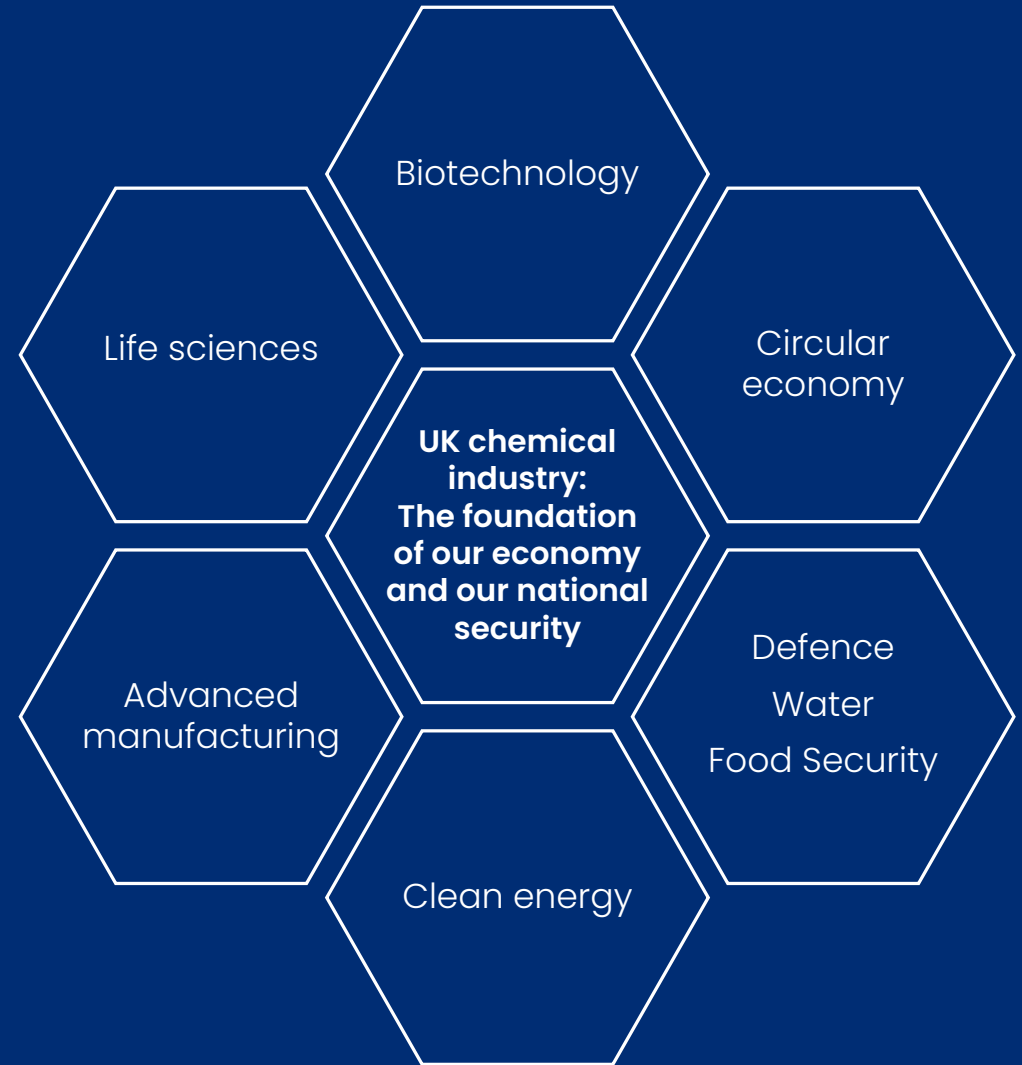 Biotechnology
Life sciences
Circular
economy
UK chemical
industry:
The foundation
of our economy
and our national
security
Advanced
manufacturing
Defence
Water
Food Security
Clean energy